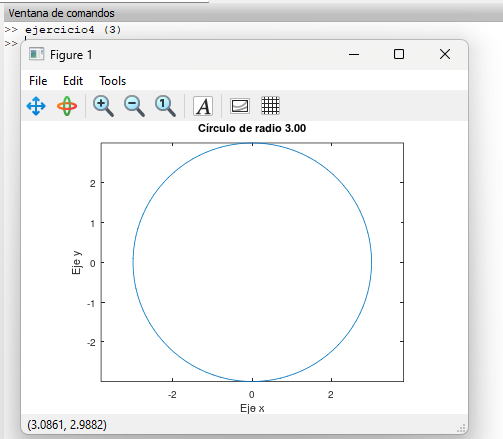 Ventana de comandos
>> ejercicio4 (3)
>>
Figure 1
File Edit Tools
A
Círculo de radio 3.00
2
1
0
-1
-2
Eje y
-2 0 2
Eje x
(3.0861, 2.9882)